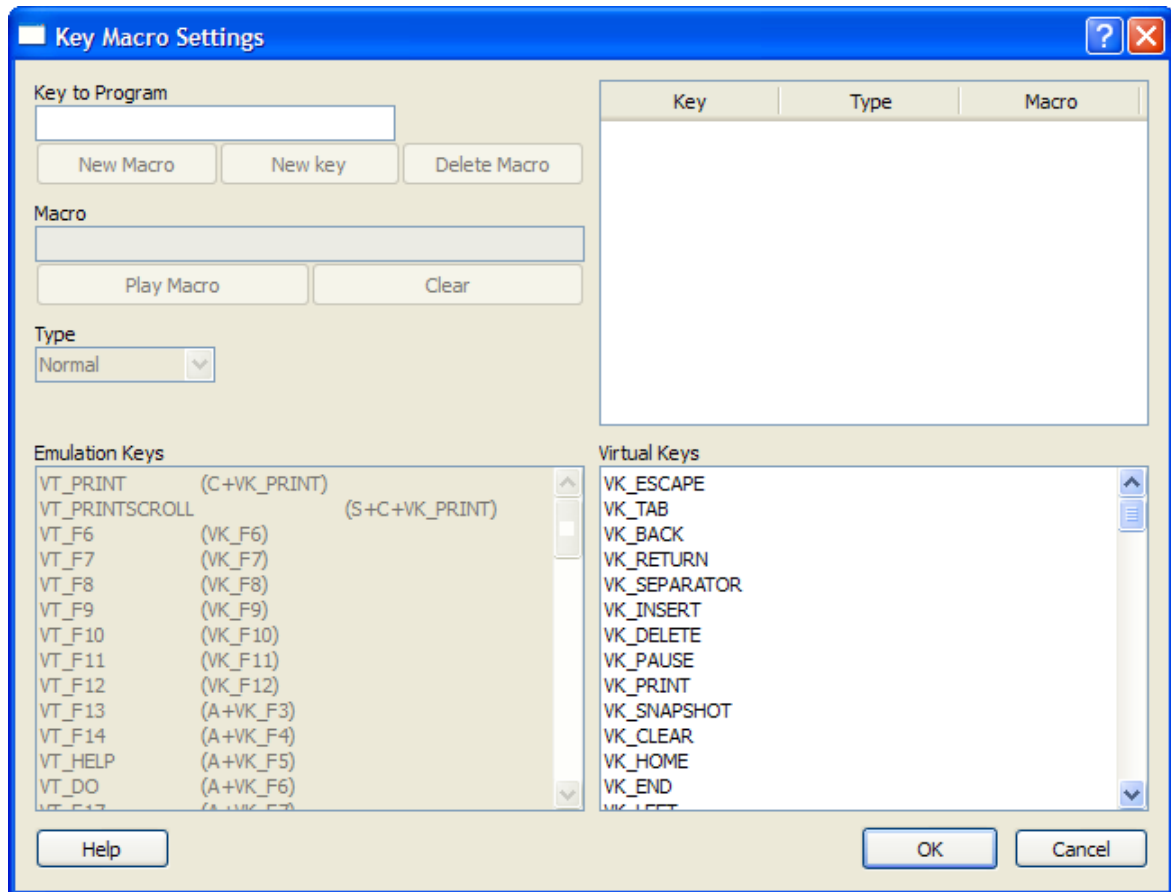 Key Macro Settings
Key to Program
New Macro New key Delete Macro
Macro
Play Macro Clear
Type
Normal
Key Type Macro
Emulation Keys
VT_PRINT (C+VK_PRINT)
VT_PRINTSCROLL (S+C+VK_PRINT)
VT_F6 (VK_F6)
VT_F7 (VK_F7)
VT_F8 (VK_F8)
VT_F9 (VK_F9)
VT_F10 (VK_F10)
VT_F11 (VK_F11)
VT_F12 (VK_F12)
VT_F13 (A+VK_F3)
VT_F14 (A+VK_F4)
VT_HELP (A+VK_F5)
VT_DO (A+VK_F6)
VT_F17 (A+VK_F7)
Virtual Keys
VK_ESCAPE
VK_TAB
VK_BACK
VK_RETURN
VK_SEPARATOR
VK_INSERT
VK_DELETE
VK_PAUSE
VK_PRINT
VK_SNAPSHOT
VK_CLEAR
VK_HOME
VK_END
VK_LEFT
Help OK Cancel